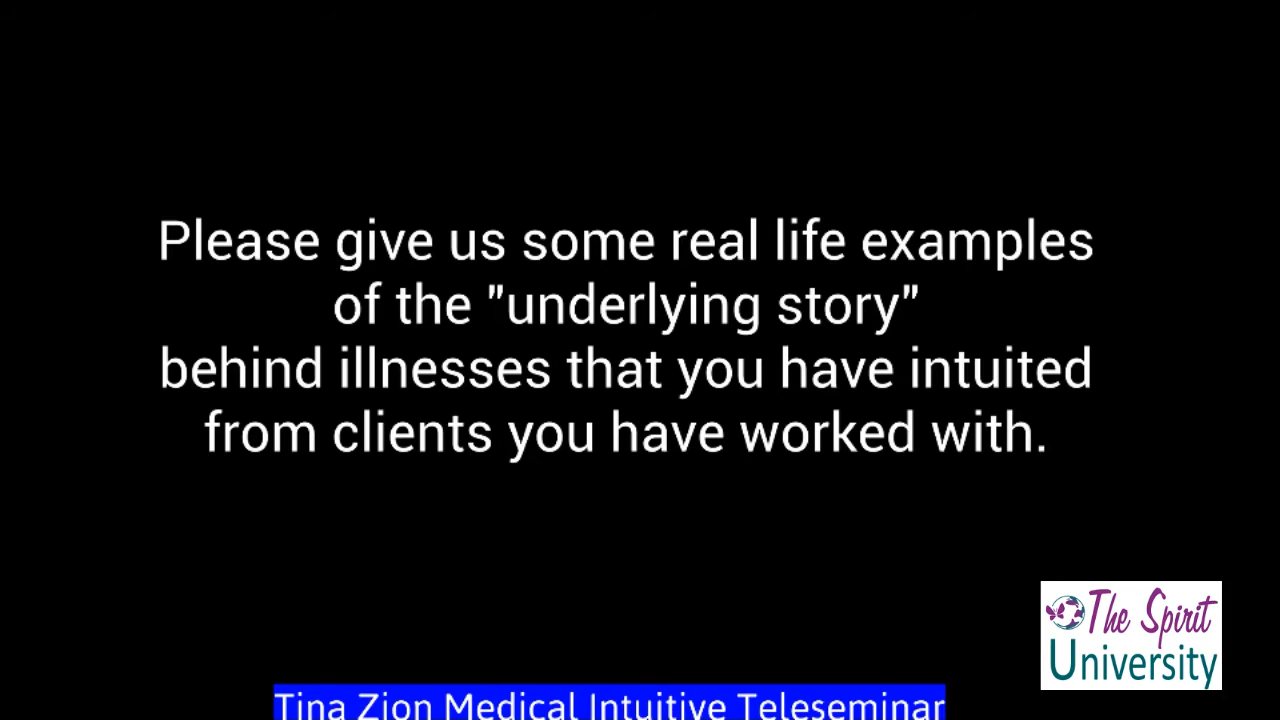 Please give us some real life examples
of the "underlying story"
behind illnesses that you have intuited
from clients you have worked with.
The Spirit
University
Tina Zion Medical Intuitive Teleseminar